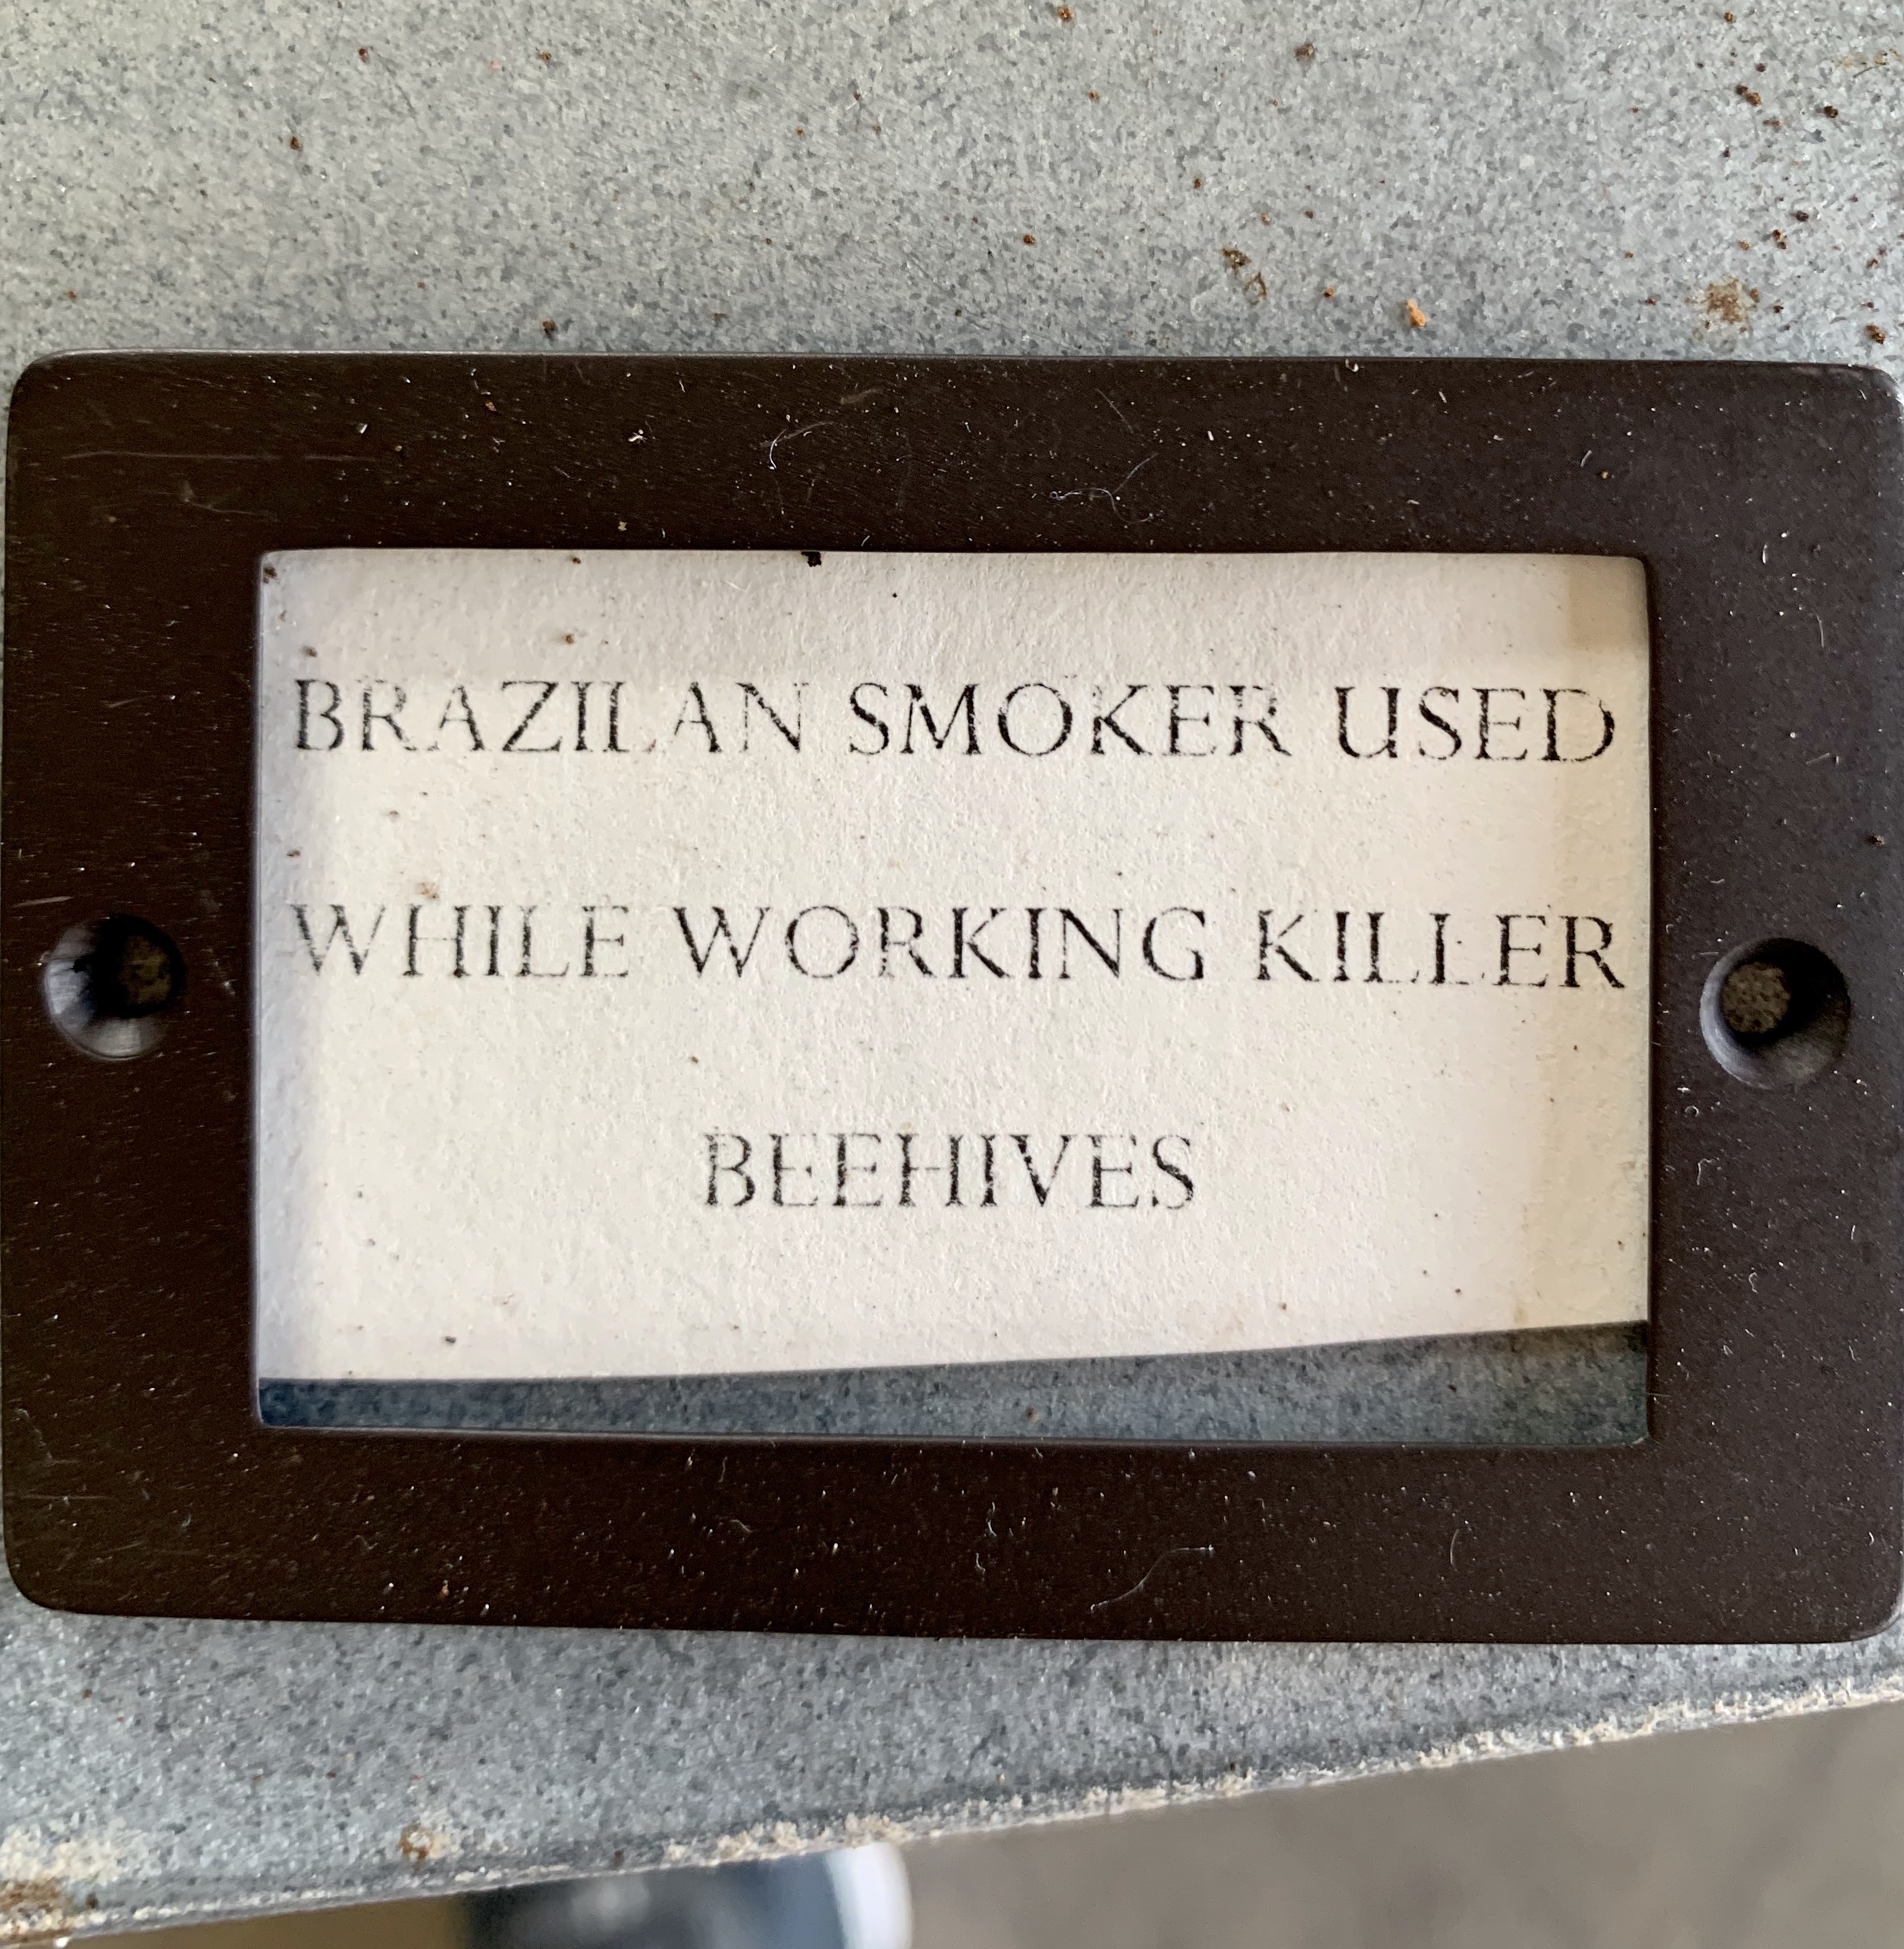 BRAZILAN SMOKER USED
WHILE WORKING KILLER
BEEHIVES